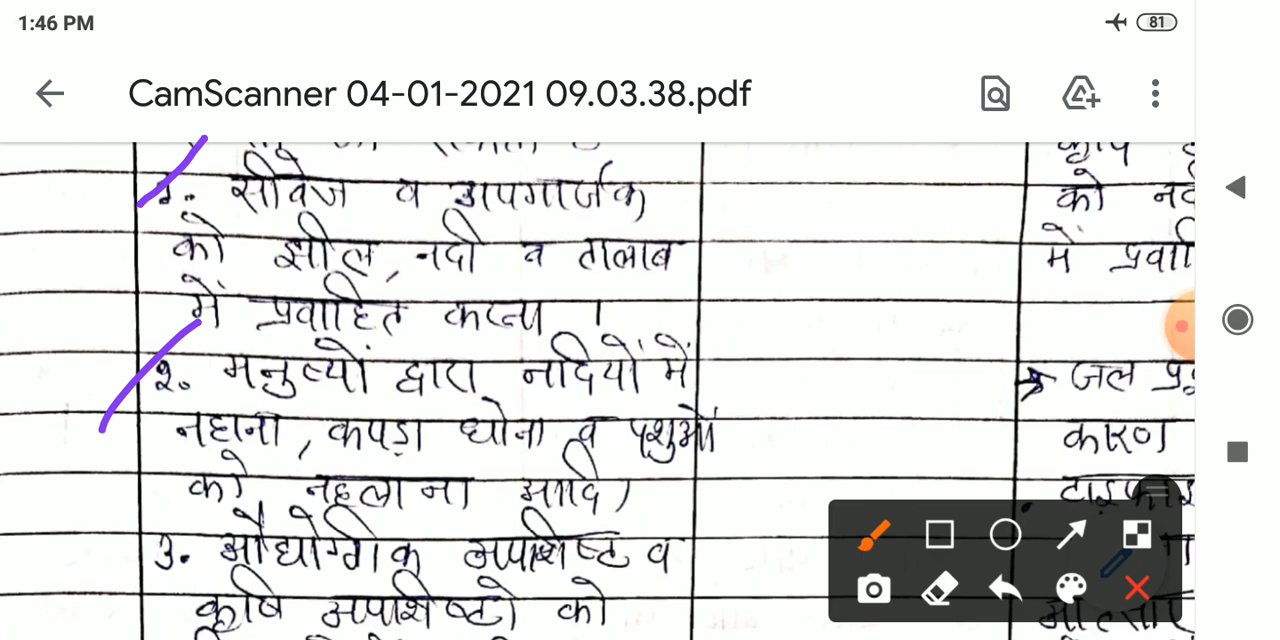 1:46 PM
81
CamScanner 04-01-2021 09.03.38.pdf
1. सीवेज व अपमार्जक
को झील, नदी व तालाब
में प्रवाहित करना ।
2. मनुष्यों द्वारा नदियों में
नहाना, कपड़ा धोना व पशुओं
को नहलाना आदि)
3. औद्योगिक अपशिष्ट व
कृषि अपशिष्टो को
को
में
→ जल
कारण